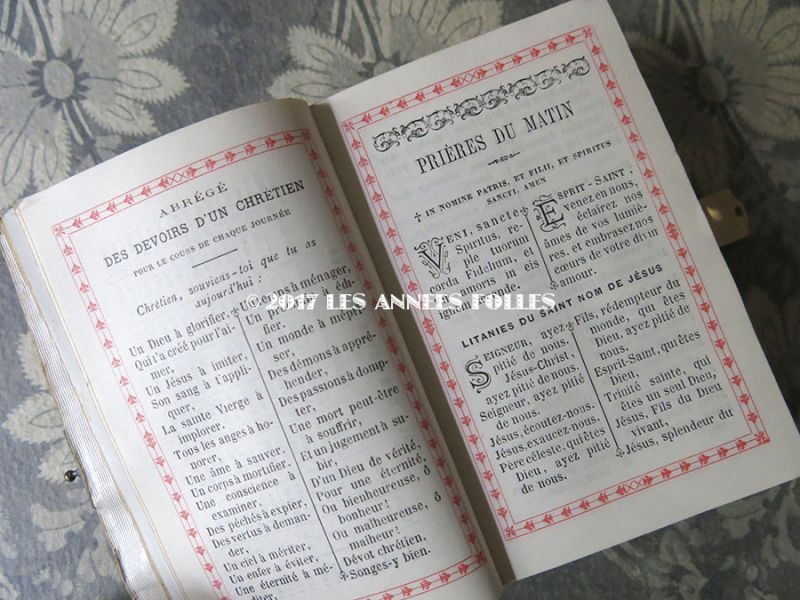 ABRÉGÉ
DES DEVOIRS D'UN CHRÉTIEN
POUR LE COURS DE CHAQUE JOURNÉE
Chrétien, souviens-toi que tu as
aujourd'hui :
Un Dieu à glorifier,
Qui t'a créé pour l'ai-
mer,
Un Jésus à imiter,
Son sang à t'appli-
quer,
La sainte Vierge à
implorer.
Tous les anges à ho-
norer,
Une âme à sauver,
Un corps à mortifier.
Une conscience à
examiner,
Des péchés à expier,
Des vertus à deman-
der,
Un ciel à mériter,
Un enfer à éviter,
Une éternité à mé-
diter,
Un temps à ménager,
Un prochain à édi-
fier.
Un monde à mépri-
ser,
Des démons à appré-
hender,
Des passions à domp-
ter,
Une mort peut-être
à souffrir,
Et un jugement à su-
bir,
D'un Dieu de vérité,
Pour une éternité,
Ou bienheureuse, ô
bonheur !
Ou malheureuse, ô
malheur !
Dévot chrétien,
Songes-y bien.
PRIÈRES DU MATIN
† IN NOMINE PATRIS, ET FILII, ET SPIRITUS
SANCTI. AMEN
VENI, sancte
Spiritus, re-
ple tuorum
corda Fidelium, et
tui amoris in eis
ignem accende.
ESPRIT-SAINT,
venez en nous,
éclairez nos
âmes de vos lumiè-
res, et embrasez nos
cœurs de votre divin
amour.
LITANIES DU SAINT NOM DE JÉSUS
SEIGNEUR, ayez
pitié de nous.
Jésus-Christ,
ayez pitié de nous.
Seigneur, ayez pitié
de nous.
Jésus, écoutez-nous.
Jésus, exaucez-nous.
Père céleste, qui êtes
Dieu, ayez pitié
de nous.
Fils, rédempteur du
monde, qui êtes
Dieu, ayez pitié de
nous.
Esprit-Saint, qui êtes
Dieu,
Trinité sainte, qui
êtes un seul Dieu,
Jésus, Fils du Dieu
vivant,
Jésus, splendeur du
© 2017 LES ANNEES FOLLES